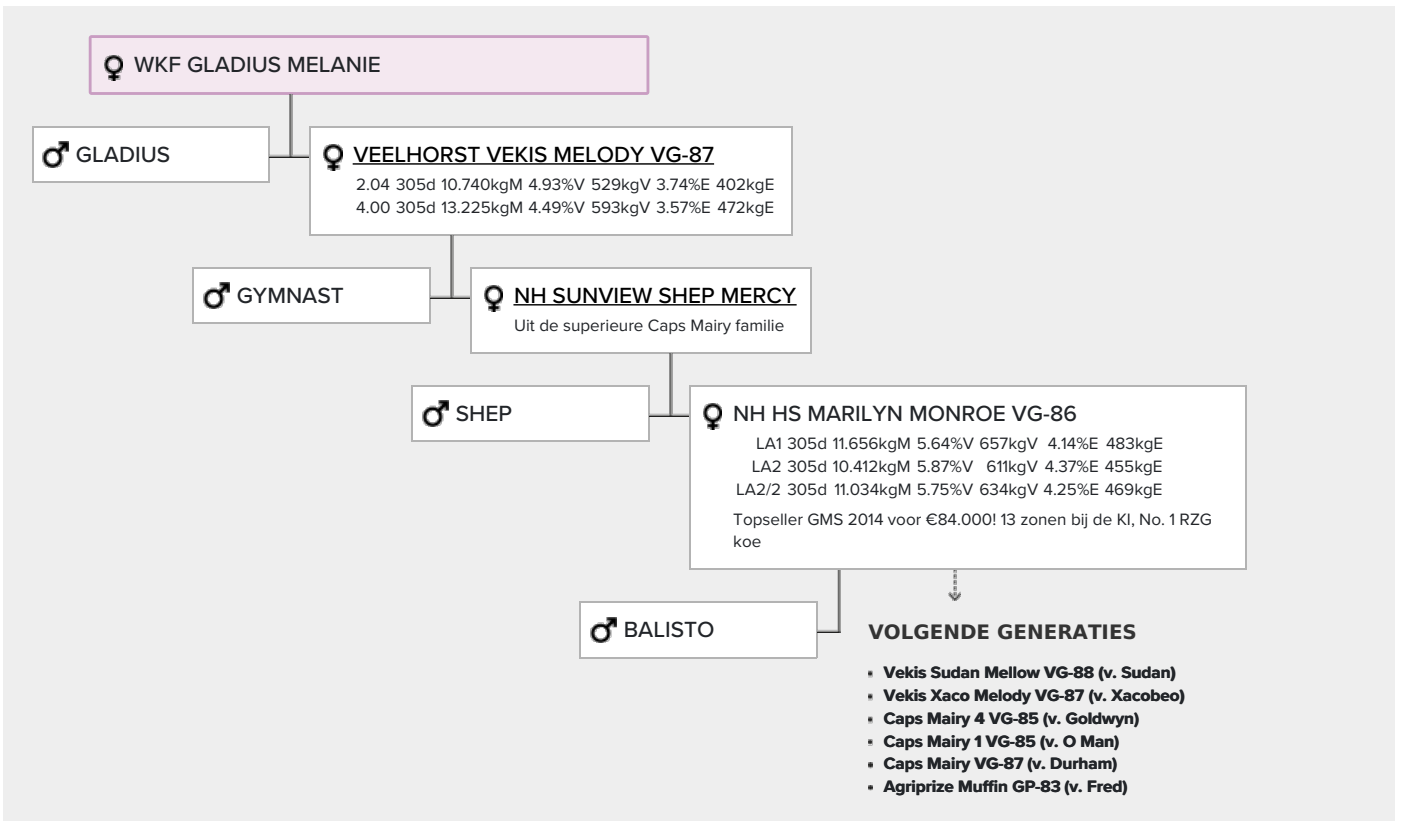 WKF GLADIUS MELANIE
GLADIUS
VEELHORST VEKIS MELODY VG-87
2.04 305d 10.740kgM 4.93%V 529kgV 3.74%E 402kgE
4.00 305d 13.225kgM 4.49%V 593kgV 3.57%E 472kgE
GYMNAST
NH SUNVIEW SHEP MERCY
Uit de superieure Caps Mairy familie
SHEP
NH HS MARILYN MONROE VG-86
LA1 305d 11.656kgM 5.64%V 657kgV 4.14%E 483kgE
LA2 305d 10.412kgM 5.87%V 611kgV 4.37%E 455kgE
LA2/2 305d 11.034kgM 5.75%V 634kgV 4.25%E 469kgE
Topseller GMS 2014 voor €84.000! 13 zonen bij de KI, No. 1 RZG
koe
BALISTO
VOLGENDE GENERATIES
Vekis Sudan Mellow VG-88 (v. Sudan)
Vekis Xaco Melody VG-87 (v. Xacobeo)
Caps Mairy 4 VG-85 (v. Goldwyn)
Caps Mairy 1 VG-85 (v. O Man)
Caps Mairy VG-87 (v. Durham)
Agriprize Muffin GP-83 (v. Fred)